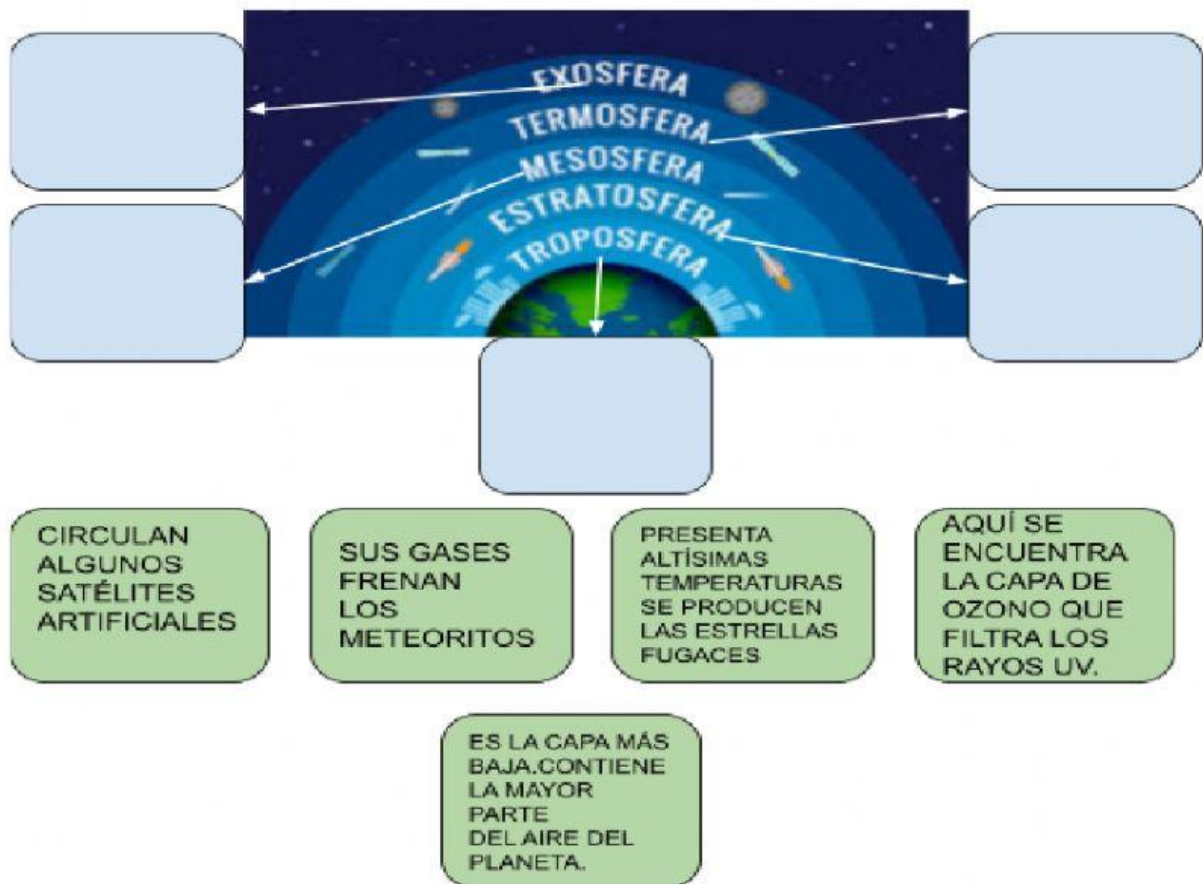 EXOSFERA
TERMOSFERA
MESOSFERA
ESTRATOSFERA
TROPOSFERA
CIRCULAN
ALGUNOS
SATÉLITES
ARTIFICIALES
SUS GASES
FRENAN
LOS
METEORITOS
PRESENTA
ALTÍSIMAS
TEMPERATURAS
SE PRODUCEN
LAS ESTRELLAS
FUGACES
AQUÍ SE
ENCUENTRA
LA CAPA DE
OZONO QUE
FILTRA LOS
RAYOS UV.
ES LA CAPA MÁS
BAJA.CONTIENE
LA MAYOR
PARTE
DEL AIRE DEL
PLANETA.